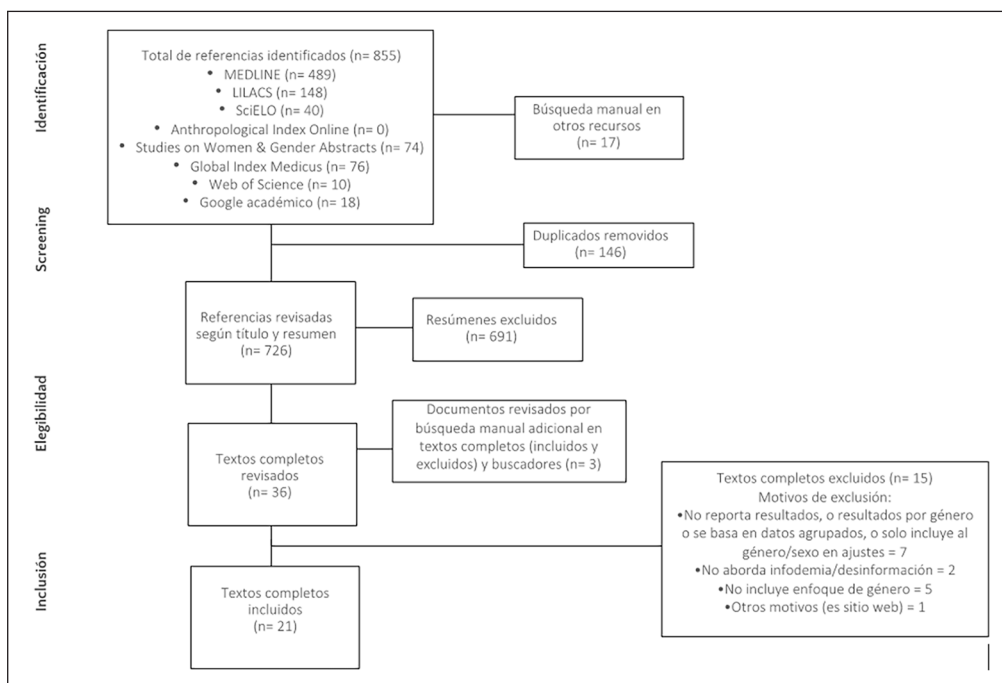 Identificación
Total de referencias identificados (n= 855)
• MEDLINE (n= 489)
• LILACS (n= 148)
• SciELO (n= 40)
• Anthropological Index Online (n= 0)
• Studies on Women & Gender Abstracts (n= 74)
• Global Index Medicus (n= 76)
• Web of Science (n= 10)
• Google académico (n= 18)
Búsqueda manual en
otros recursos
(n= 17)
Screening
Duplicados removidos
(n= 146)
Referencias revisadas
según título y resumen
(n= 726)
Resúmenes excluidos
(n= 691)
Elegibilidad
Documentos revisados por
búsqueda manual adicional en
textos completos (incluidos y
excluidos) y buscadores (n= 3)
Textos completos
revisados
(n= 36)
Textos completos excluidos (n= 15)
Motivos de exclusión:
•No reporta resultados, o resultados por género
o se basa en datos agrupados, o solo incluye al
género/sexo en ajustes = 7
•No aborda infodemia/desinformación = 2
•No incluye enfoque de género = 5
•Otros motivos (es sitio web) = 1
Inclusión
Textos completos
incluidos
(n= 21)